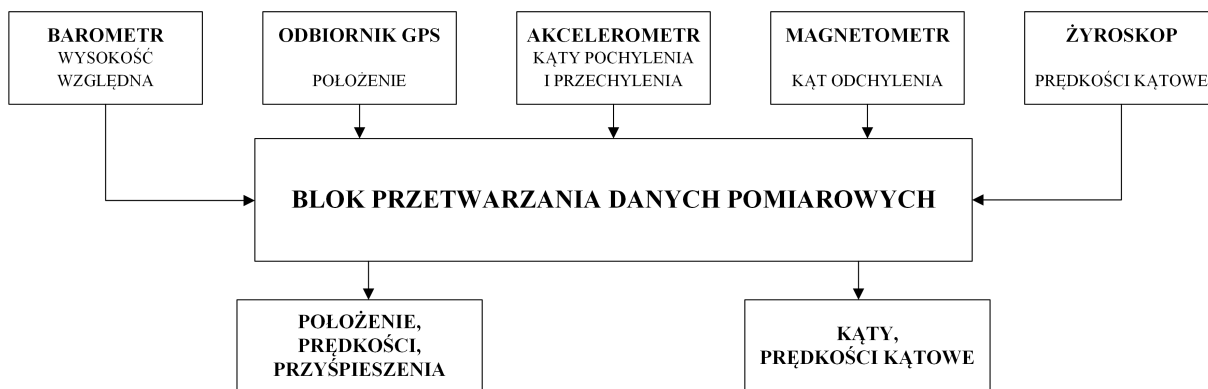 BAROMETR
WYSOKOŚĆ
WZGLĘDNA
ODBIORNIK GPS
POŁOŻENIE
AKCELEROMETR
KĄTY POCHYLENIA
I PRZECHYLENIA
MAGNETOMETR
KĄT ODCHYLENIA
ŻYROSKOP
PRĘDKOŚCI KĄTOWE
BLOK PRZETWARZANIA DANYCH POMIAROWYCH
POŁOŻENIE,
PRĘDKOŚCI,
PRZYŚPIESZENIA
KĄTY,
PRĘDKOŚCI KĄTOWE